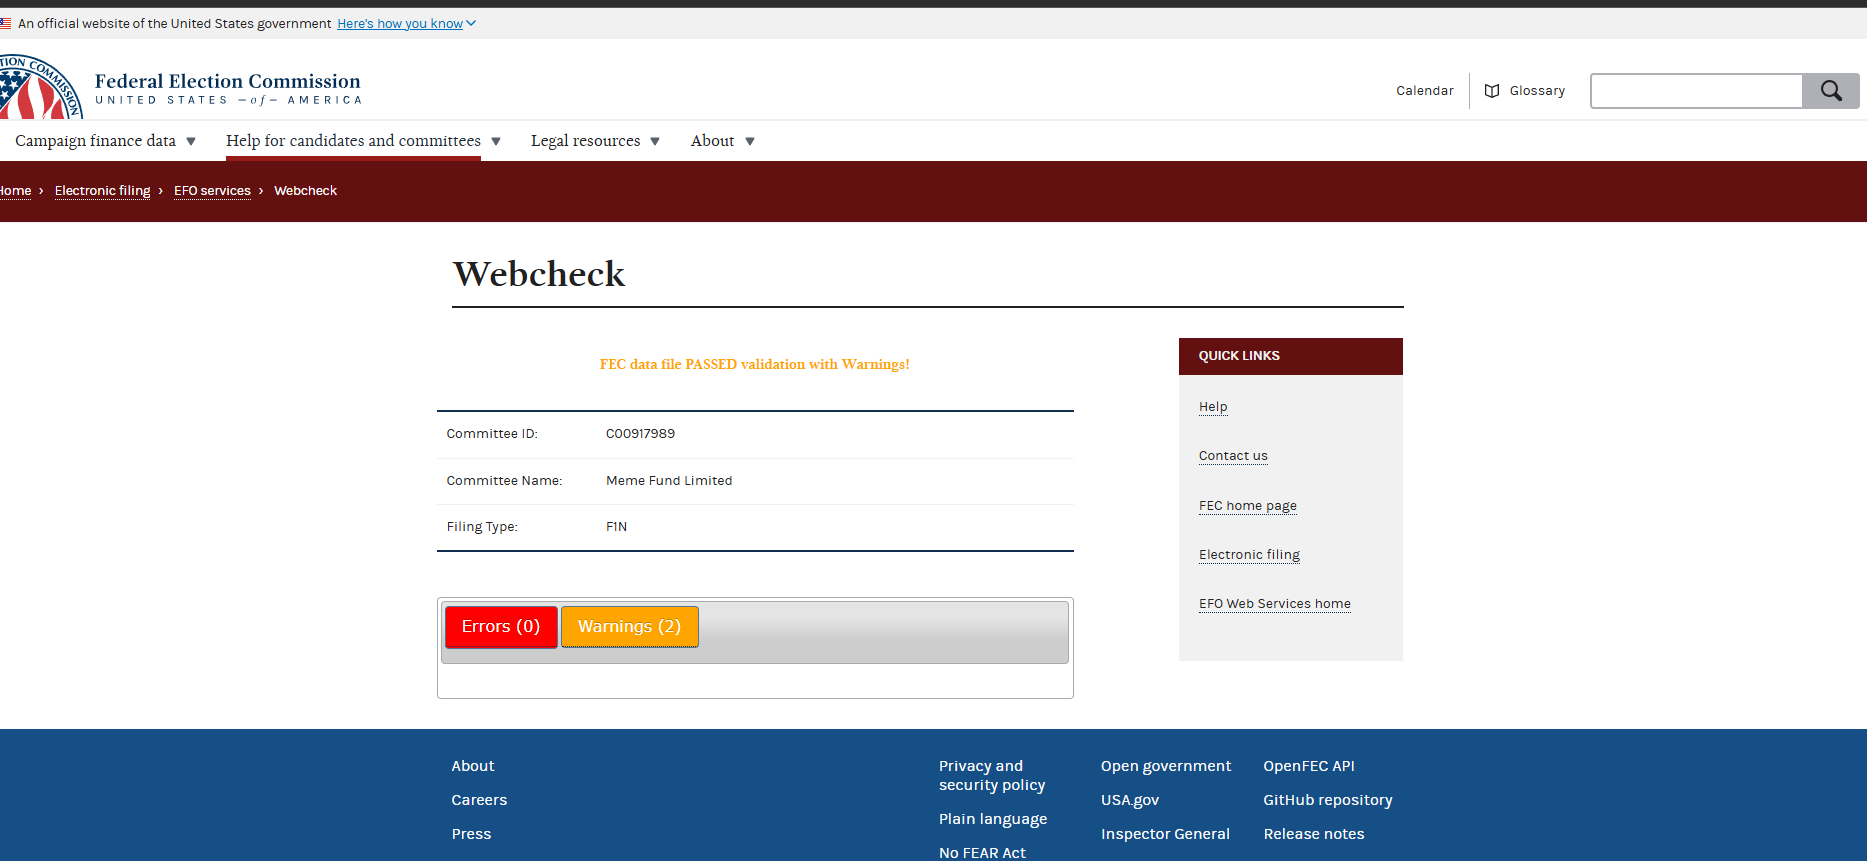 An official website of the United States government Here's how you know
Federal Election Commission
UNITED STATES —of— AMERICA
Calendar
Glossary
Campaign finance data
Help for candidates and committees
Legal resources
About
Home › Electronic filing › EFO services › Webcheck
Webcheck
FEC data file PASSED validation with Warnings!
Committee ID: C00917989
Committee Name: Meme Fund Limited
Filing Type: F1N
Errors (0)
Warnings (2)
QUICK LINKS
Help
Contact us
FEC home page
Electronic filing
EFO Web Services home
About
Careers
Press
Privacy and
security policy
Plain language
No FEAR Act
Open government
USA.gov
Inspector General
OpenFEC API
GitHub repository
Release notes